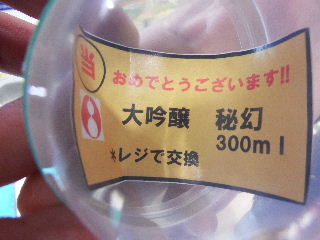 当
おめでとうございます!!
大吟醸 秘幻
300ml
*レジで交換